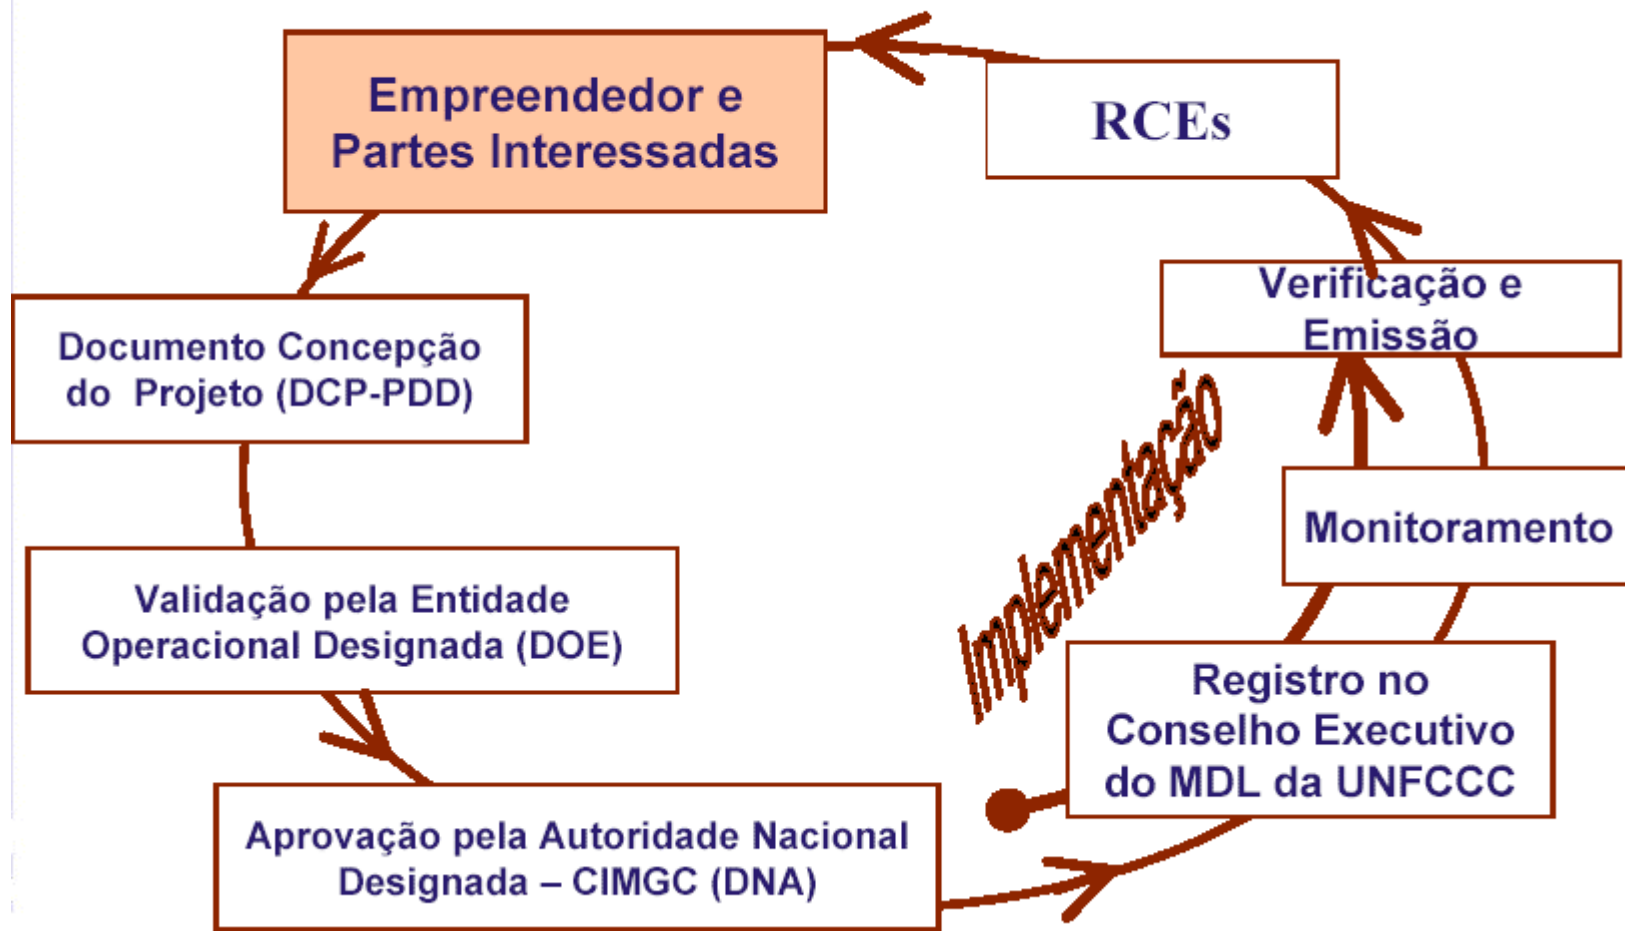 Empreendedor e
Partes Interessadas
RCEs
Documento Concepção
do Projeto (DCP-PDD)
Verificação e
Emissão
Implementação
Monitoramento
Validação pela Entidade
Operacional Designada (DOE)
Registro no
Conselho Executivo
do MDL da UNFCCC
Aprovação pela Autoridade Nacional
Designada – CIMGC (DNA)